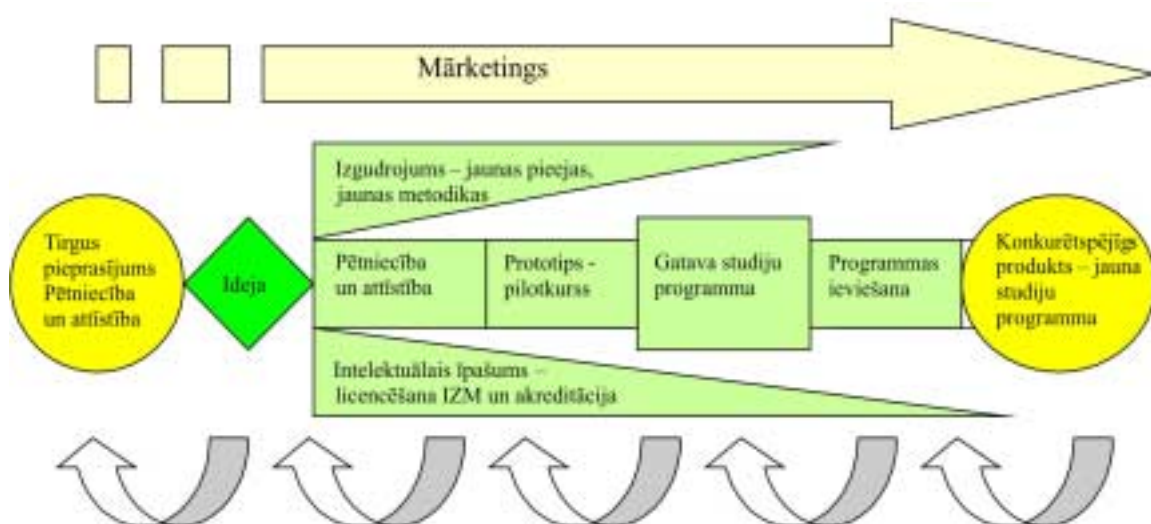 Mārketings
Izgudrojums – jaunas pieejas,
jaunas metodikas
Tirgus
pieprasījums
Pētniecība
un attīstība
Ideja
Pētniecība
un attīstība
Prototips -
pilotkurss
Gatava studiju
programma
Programmas
ieviešana
Konkurētspējīgs
produkts – jauna
studiju
programma
Intelektuālais īpašums –
licencēšana IZM un akreditācija